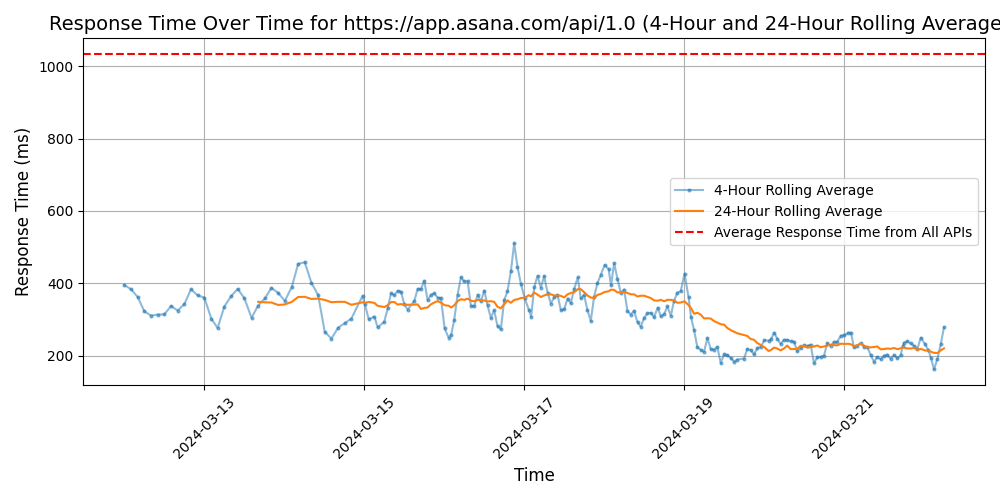 Response Time Over Time for https://app.asana.com/api/1.0 (4-Hour and 24-Hour Rolling Average
1000
800
600
400
200
Response Time (ms)
4-Hour Rolling Average
24-Hour Rolling Average
Average Response Time from All APIs
2024-03-13
2024-03-15
2024-03-17
2024-03-19
2024-03-21
Time